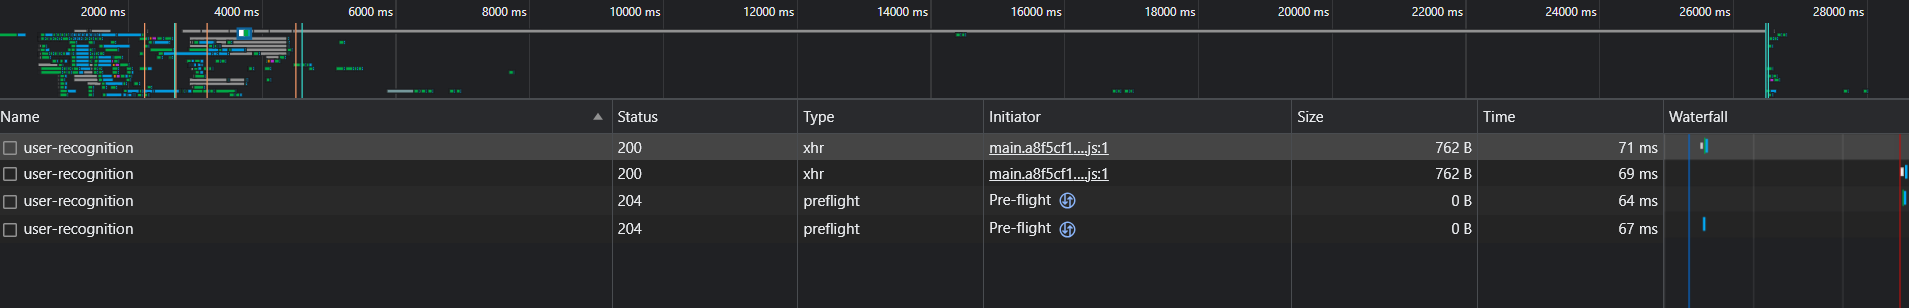 2000 ms 4000 ms 6000 ms 8000 ms 10000 ms 12000 ms 14000 ms 16000 ms 18000 ms 20000 ms 22000 ms 24000 ms 26000 ms 28000 ms
Name Status Type Initiator Size Time Waterfall
user-recognition 200 xhr main.a8f5cf1....js:1 762 B 71 ms
user-recognition 200 xhr main.a8f5cf1....js:1 762 B 69 ms
user-recognition 204 preflight Pre-flight 0 B 64 ms
user-recognition 204 preflight Pre-flight 0 B 67 ms